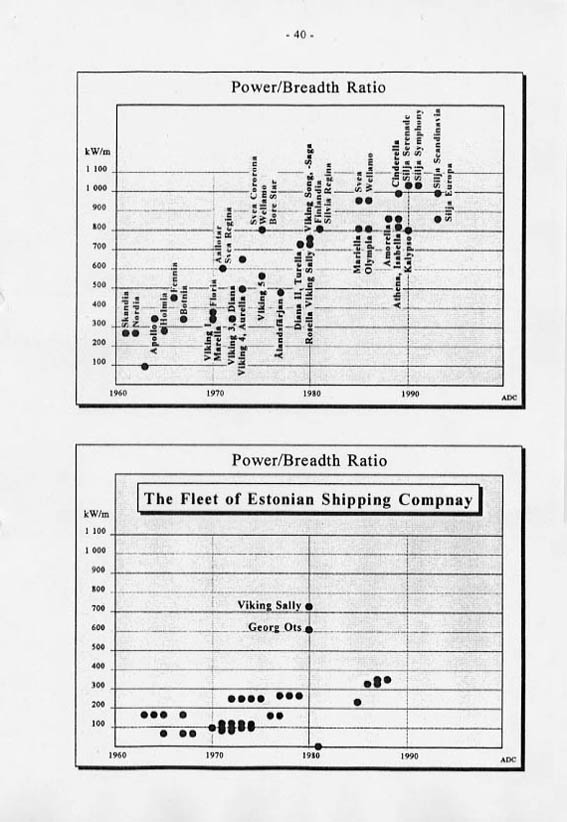 - 40 -
Power/Breadth Ratio
kW/m
1 100
1 000
900
800
700
600
500
400
300
200
100
1960
1970
1980
1990
ADC
Skandia
Nordia
Apollo
Holmia
Fennia
Botnia
Viking 1
Marella
Floria
Aallotar
Svea Regina
Viking 3, Diana
Viking 4, Aurella
Svea Cororona
Wellamo
Bore Star
Viking 5
Ålandsfärjan
Diana II, Turella
Rosella Viking Sally
Viking Song, -Saga
Finlandia
Silvia Regina
Svea
Wellamo
Mariella
Olympia
Amorella
Athena, Isabella
Cinderella
Kalypso
Silja Serenade
Silja Symphony
Silja Scandinavia
Silja Europa
Power/Breadth Ratio
The Fleet of Estonian Shipping Compnay
kW/m
1 100
1 000
900
800
700
600
500
400
300
200
100
Viking Sally
Georg Ots
1960
1970
1980
1990
ADC